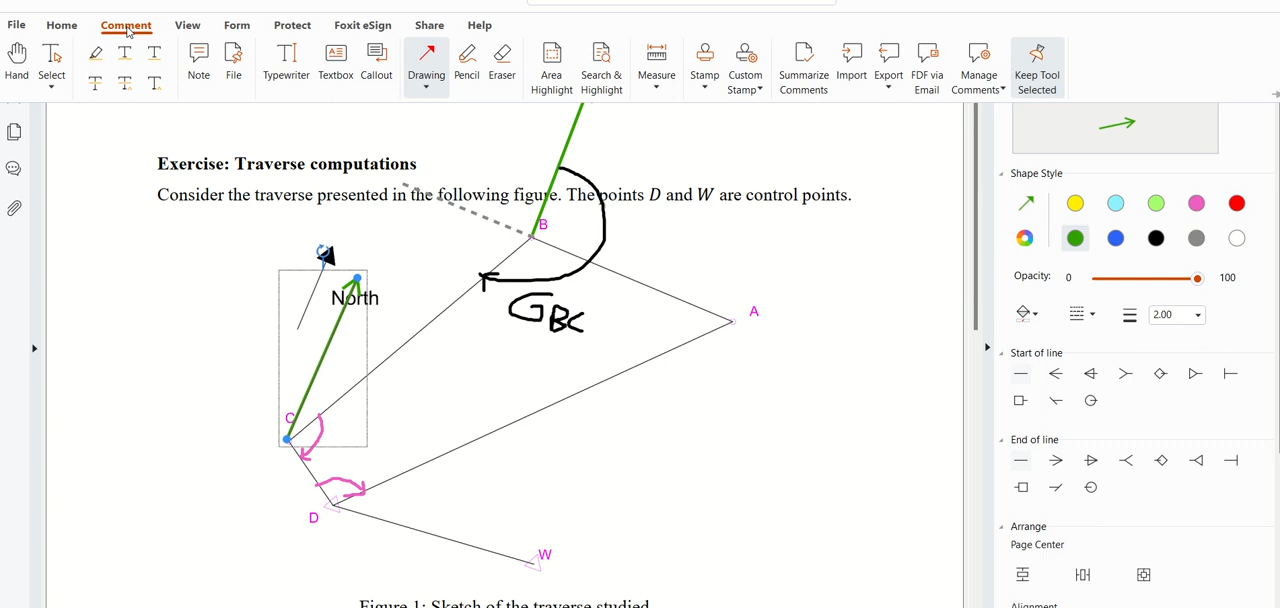 File Home Comment View Form Protect Foxit eSign Share Help
Hand Select Note File Typewriter Textbox Callout Drawing Pencil Eraser Area Highlight Search & Highlight Measure Stamp Custom Stamp Summarize Comments Import Export FDF via Email Manage Comments Keep Tool Selected
Exercise: Traverse computations
Consider the traverse presented in the following figure. The points D and W are control points.
B
North
A
G_BC
C
D
W
Figure 1: Sketch of the traverse studied
Shape Style
Opacity: 0 100
2.00
Start of line
End of line
Arrange
Page Center
Alignment